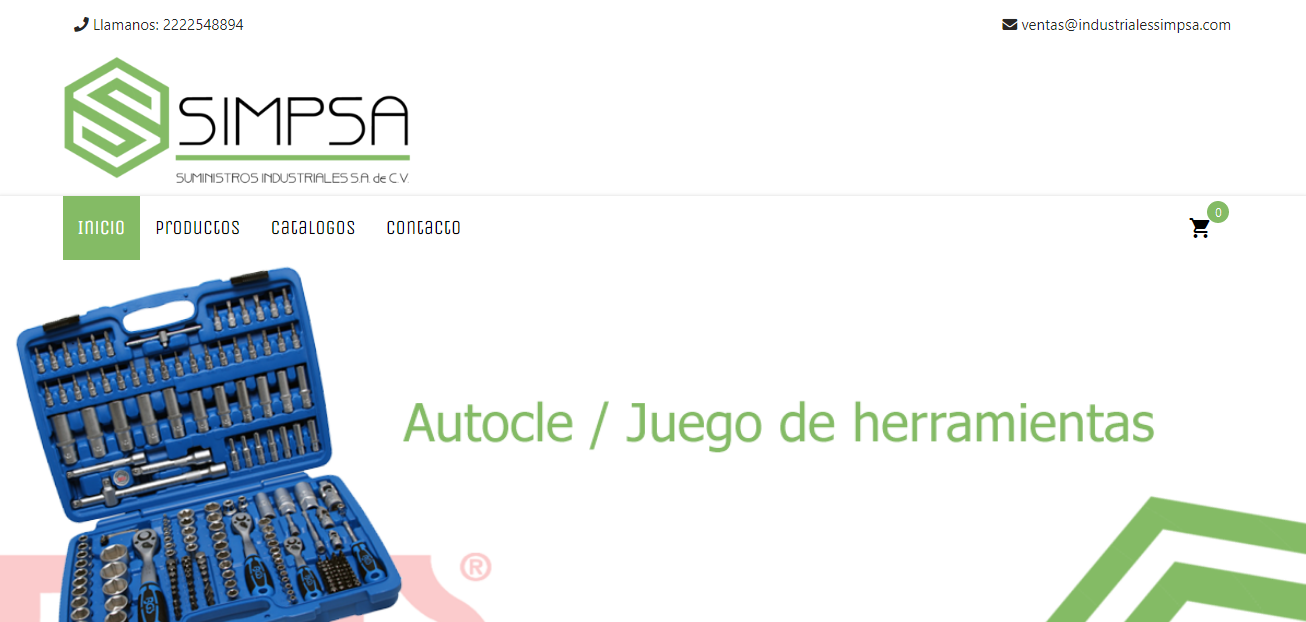 Llamanos: 2222548894
ventas@industrialessimpsa.com
SIMPSA
SUMINISTROS INDUSTRIALES S.A. de C.V.
Inicio
Productos
Catalogos
Contacto
0
Autocle / Juego de herramientas
®